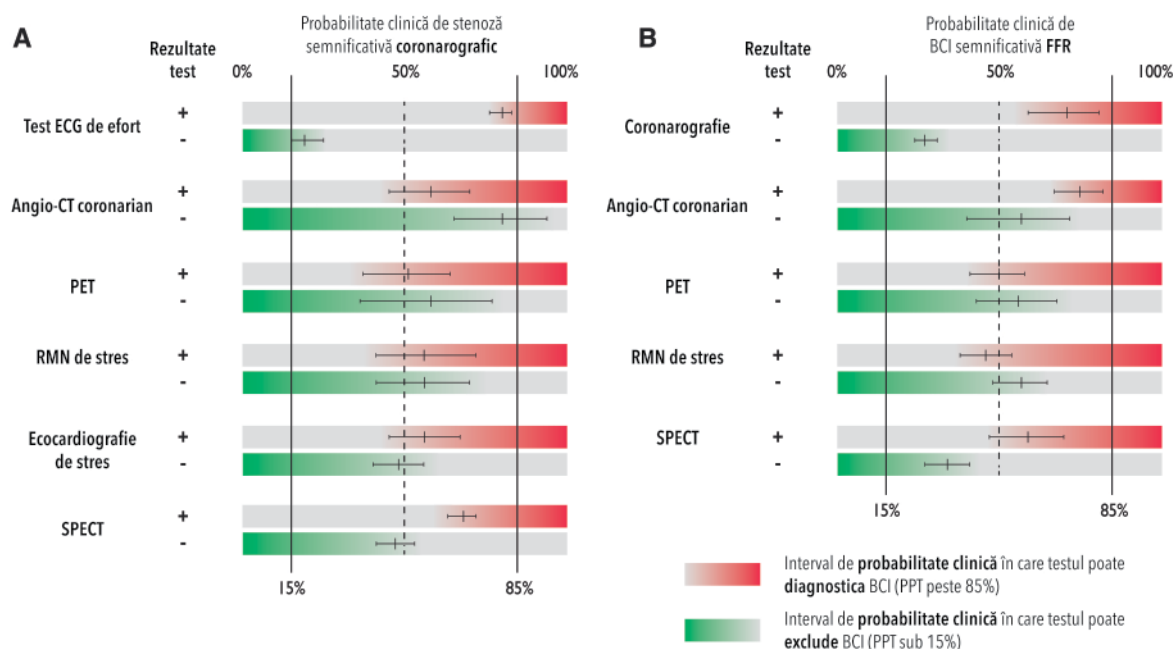 A
Rezultate
test
Probabilitate clinică de stenoză
semnificativă coronarografic
0% 50% 100%
Test ECG de efort
+
-
Angio-CT coronarian
+
-
PET
+
-
RMN de stres
+
-
Ecocardiografie
de stres
+
-
SPECT
+
-
15% 85%
B
Rezultate
test
Probabilitate clinică de
BCI semnificativă FFR
0% 50% 100%
Coronarografie
+
-
Angio-CT coronarian
+
-
PET
+
-
RMN de stres
+
-
SPECT
+
-
15% 85%
Interval de probabilitate clinică în care testul poate
diagnostica BCI (PPT peste 85%)
Interval de probabilitate clinică în care testul poate
exclude BCI (PPT sub 15%)